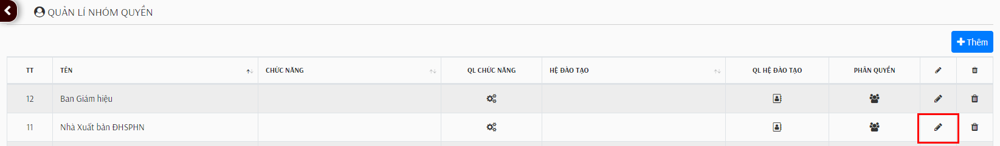 QUẢN LÍ NHÓM QUYỀN
Thêm
TT TÊN CHỨC NĂNG QL CHỨC NĂNG HỆ ĐÀO TẠO QL HỆ ĐÀO TẠO PHÂN QUYỀN
12 Ban Giám hiệu
11 Nhà Xuất bản ĐHSPHN